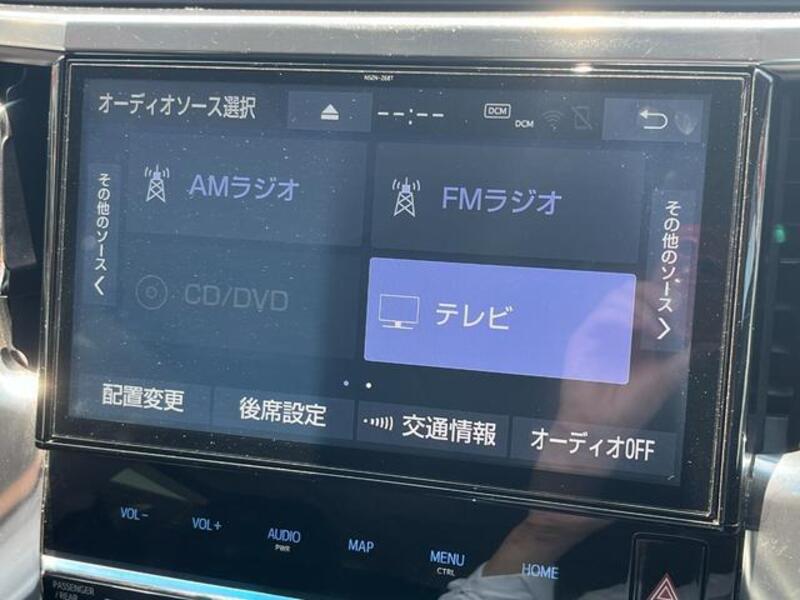 NSZN-Z68T
オーディオソース選択
--:--
DCM
DCM
AMラジオ
FMラジオ
その他のソース
CD/DVD
テレビ
その他のソース
配置変更
後席設定
交通情報
オーディオOFF
VOL-
VOL+
AUDIO
PWR
MAP
MENU
CTRL
HOME
PASSENGER
/REAR